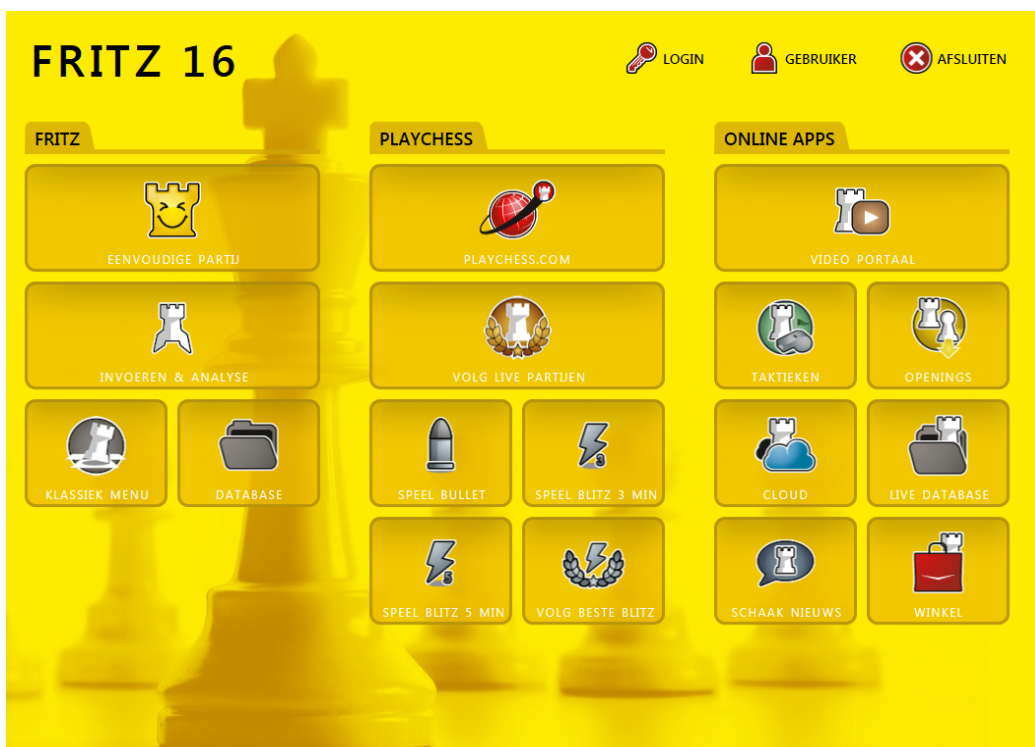 FRITZ 16
LOGIN
GEBRUIKER
AFSLUITEN
FRITZ
EENVOUDIGE PARTIJ
INVOEREN & ANALYSE
KLASSIEK MENU
DATABASE
PLAYCHESS
PLAYCHESS.COM
VOLG LIVE PARTIJEN
SPEEL BULLET
3
SPEEL BLITZ 3 MIN
5
SPEEL BLITZ 5 MIN
VOLG BESTE BLITZ
ONLINE APPS
VIDEO PORTAAL
TAKTIEKEN
OPENINGS
CLOUD
LIVE DATABASE
SCHAAK NIEUWS
WINKEL